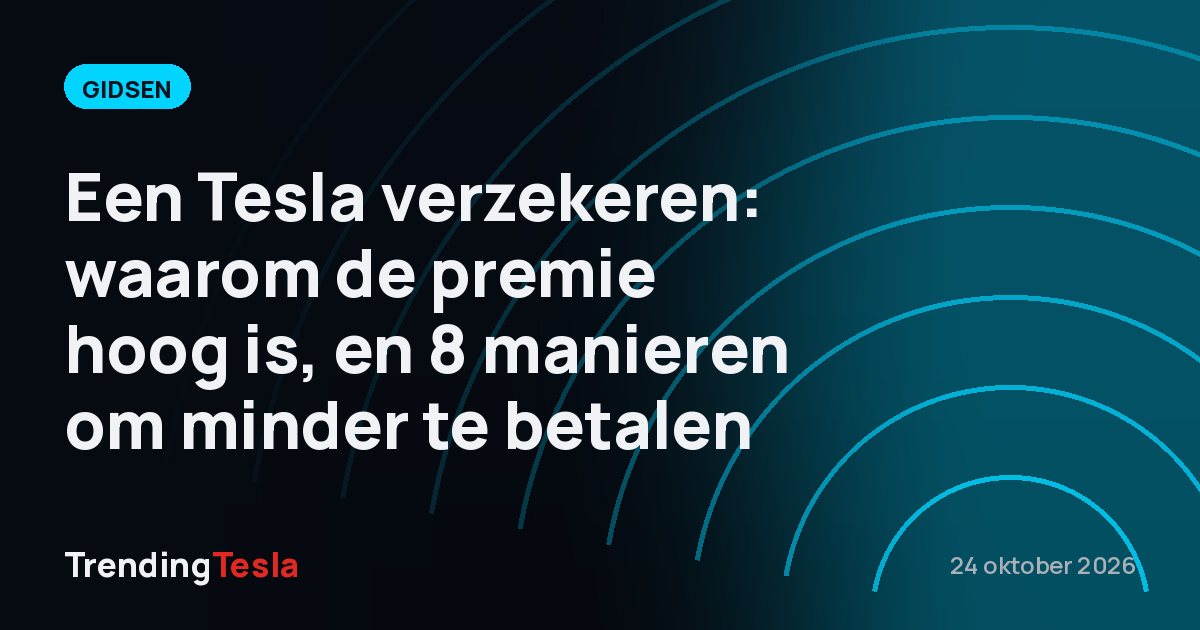 GIDSEN
Een Tesla verzekeren:
waarom de premie
hoog is, en 8 manieren
om minder te betalen
TrendingTesla
24 oktober 2026